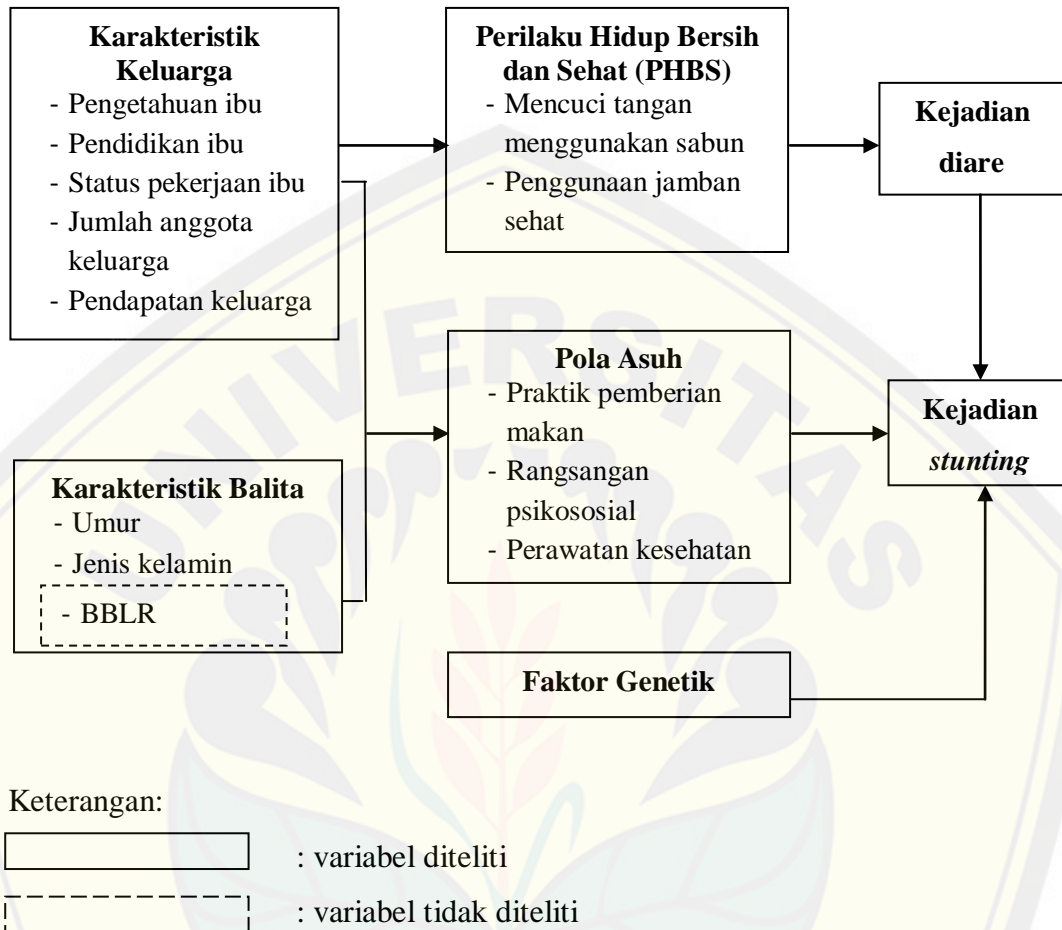 Karakteristik
Keluarga
- Pengetahuan ibu
- Pendidikan ibu
- Status pekerjaan ibu
- Jumlah anggota
keluarga
- Pendapatan keluarga
Perilaku Hidup Bersih
dan Sehat (PHBS)
- Mencuci tangan
menggunakan sabun
- Penggunaan jamban
sehat
Kejadian
diare
Karakteristik Balita
- Umur
- Jenis kelamin
- BBLR
Pola Asuh
- Praktik pemberian
makan
- Rangsangan
psikososial
- Perawatan kesehatan
Kejadian
stunting
Faktor Genetik
Keterangan:
: variabel diteliti
: variabel tidak diteliti
UNIVERSITAS